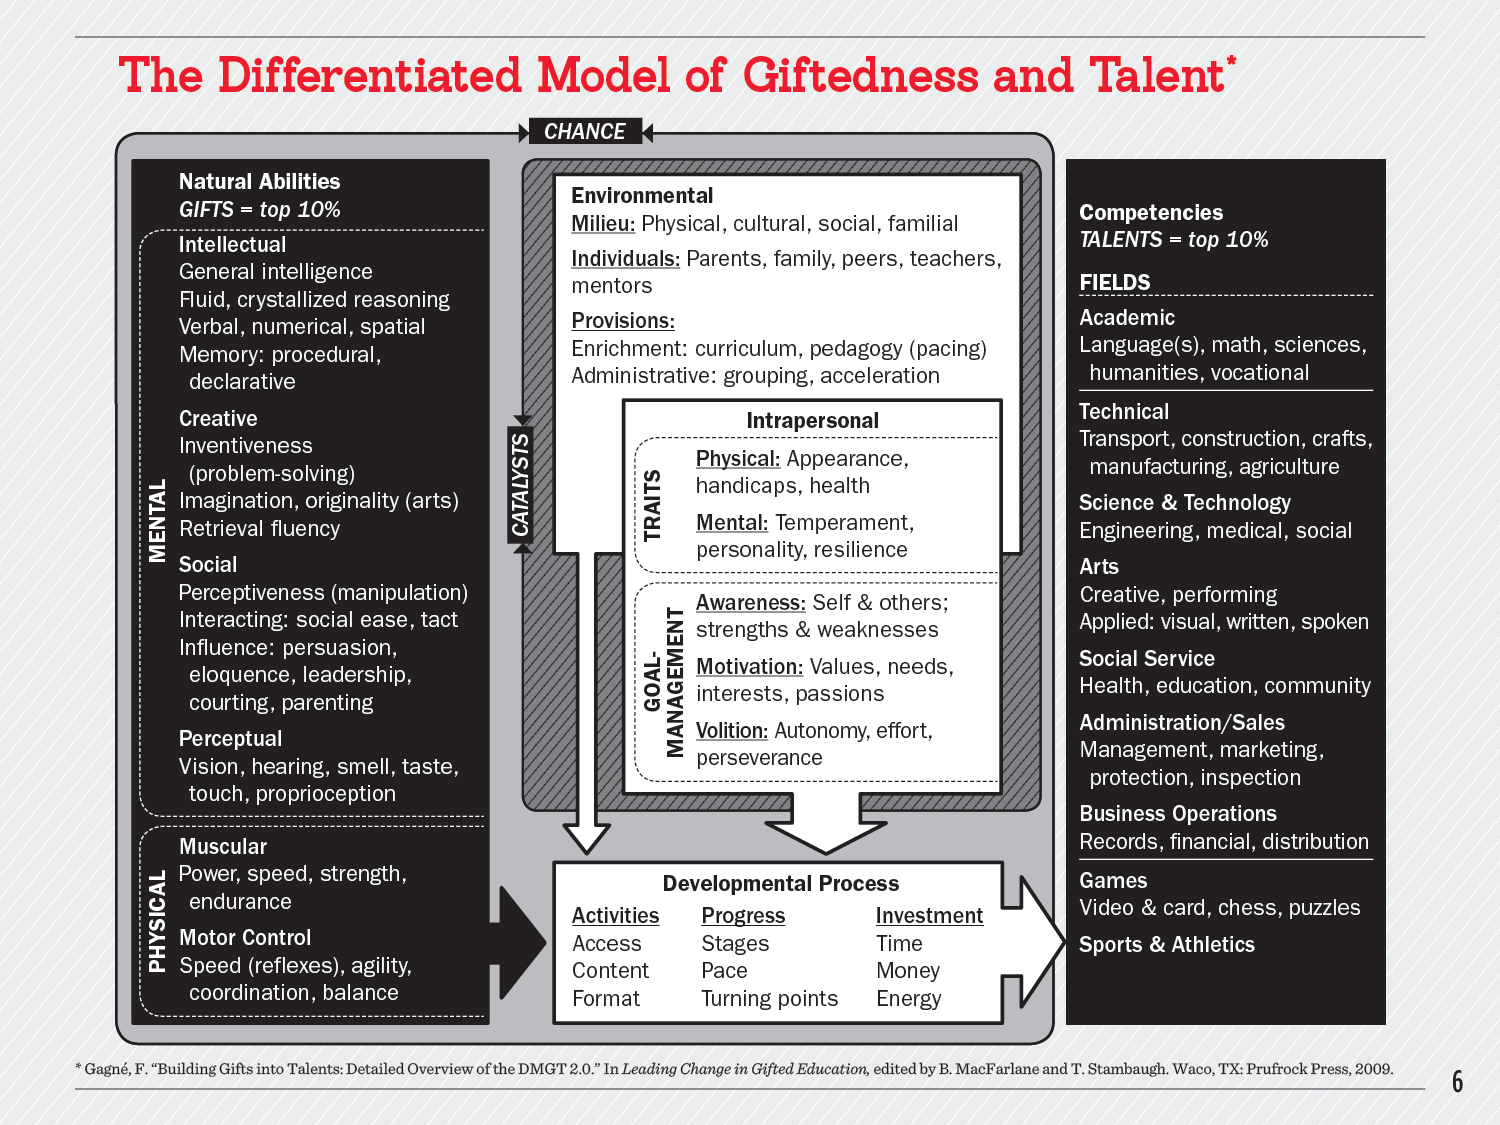 The Differentiated Model of Giftedness and Talent*
CHANCE
Natural Abilities
GIFTS = top 10%
MENTAL
Intellectual
General intelligence
Fluid, crystallized reasoning
Verbal, numerical, spatial
Memory: procedural,
declarative
Creative
Inventiveness
(problem-solving)
Imagination, originality (arts)
Retrieval fluency
Social
Perceptiveness (manipulation)
Interacting: social ease, tact
Influence: persuasion,
eloquence, leadership,
courting, parenting
Perceptual
Vision, hearing, smell, taste,
touch, proprioception
PHYSICAL
Muscular
Power, speed, strength,
endurance
Motor Control
Speed (reflexes), agility,
coordination, balance
CATALYSTS
Environmental
Milieu: Physical, cultural, social, familial
Individuals: Parents, family, peers, teachers,
mentors
Provisions:
Enrichment: curriculum, pedagogy (pacing)
Administrative: grouping, acceleration
Intrapersonal
TRAITS
Physical: Appearance,
handicaps, health
Mental: Temperament,
personality, resilience
GOAL-
MANAGEMENT
Awareness: Self & others;
strengths & weaknesses
Motivation: Values, needs,
interests, passions
Volition: Autonomy, effort,
perseverance
Developmental Process
Activities
Access
Content
Format
Progress
Stages
Pace
Turning points
Investment
Time
Money
Energy
Competencies
TALENTS = top 10%
FIELDS
Academic
Language(s), math, sciences,
humanities, vocational
Technical
Transport, construction, crafts,
manufacturing, agriculture
Science & Technology
Engineering, medical, social
Arts
Creative, performing
Applied: visual, written, spoken
Social Service
Health, education, community
Administration/Sales
Management, marketing,
protection, inspection
Business Operations
Records, financial, distribution
Games
Video & card, chess, puzzles
Sports & Athletics
* Gagné, F. “Building Gifts into Talents: Detailed Overview of the DMGT 2.0.” In Leading Change in Gifted Education, edited by B. MacFarlane and T. Stambaugh. Waco, TX: Prufrock Press, 2009.
6